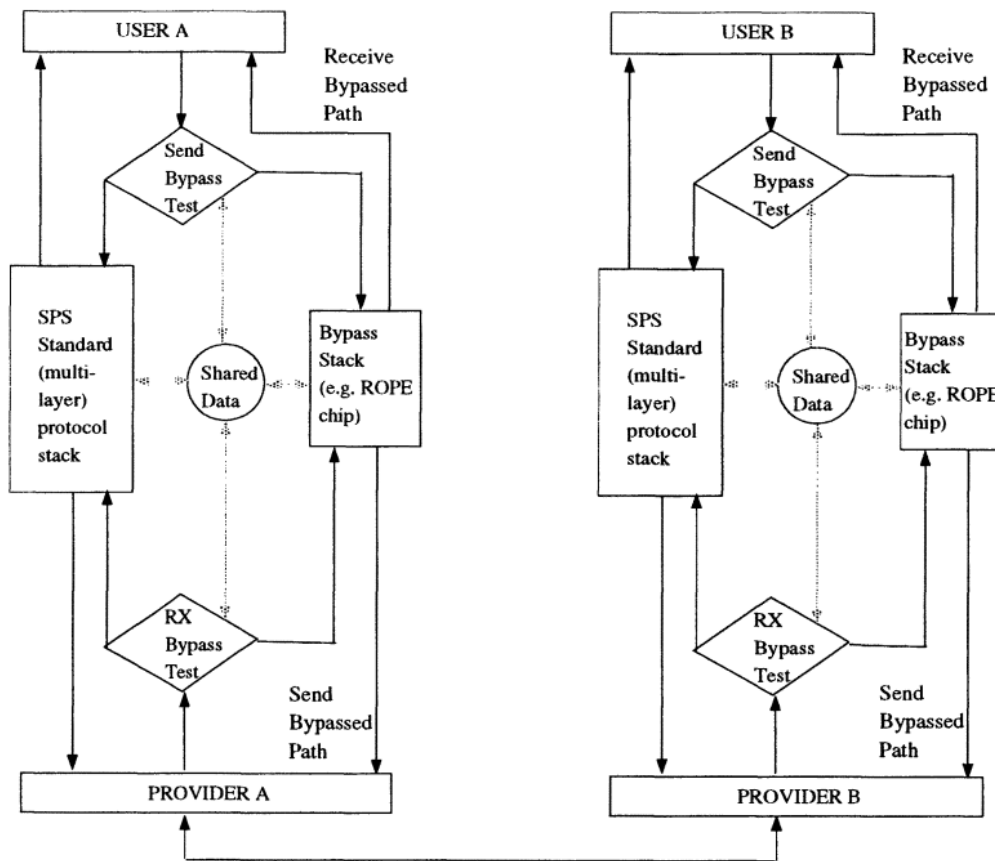 USER A
Receive
Bypassed
Path
Send
Bypass
Test
SPS
Standard
(multi-
layer)
protocol
stack
Shared
Data
Bypass
Stack
(e.g. ROPE
chip)
RX
Bypass
Test
Send
Bypassed
Path
PROVIDER A
USER B
Receive
Bypassed
Path
Send
Bypass
Test
SPS
Standard
(multi-
layer)
protocol
stack
Shared
Data
Bypass
Stack
(e.g. ROPE
chip)
RX
Bypass
Test
Send
Bypassed
Path
PROVIDER B